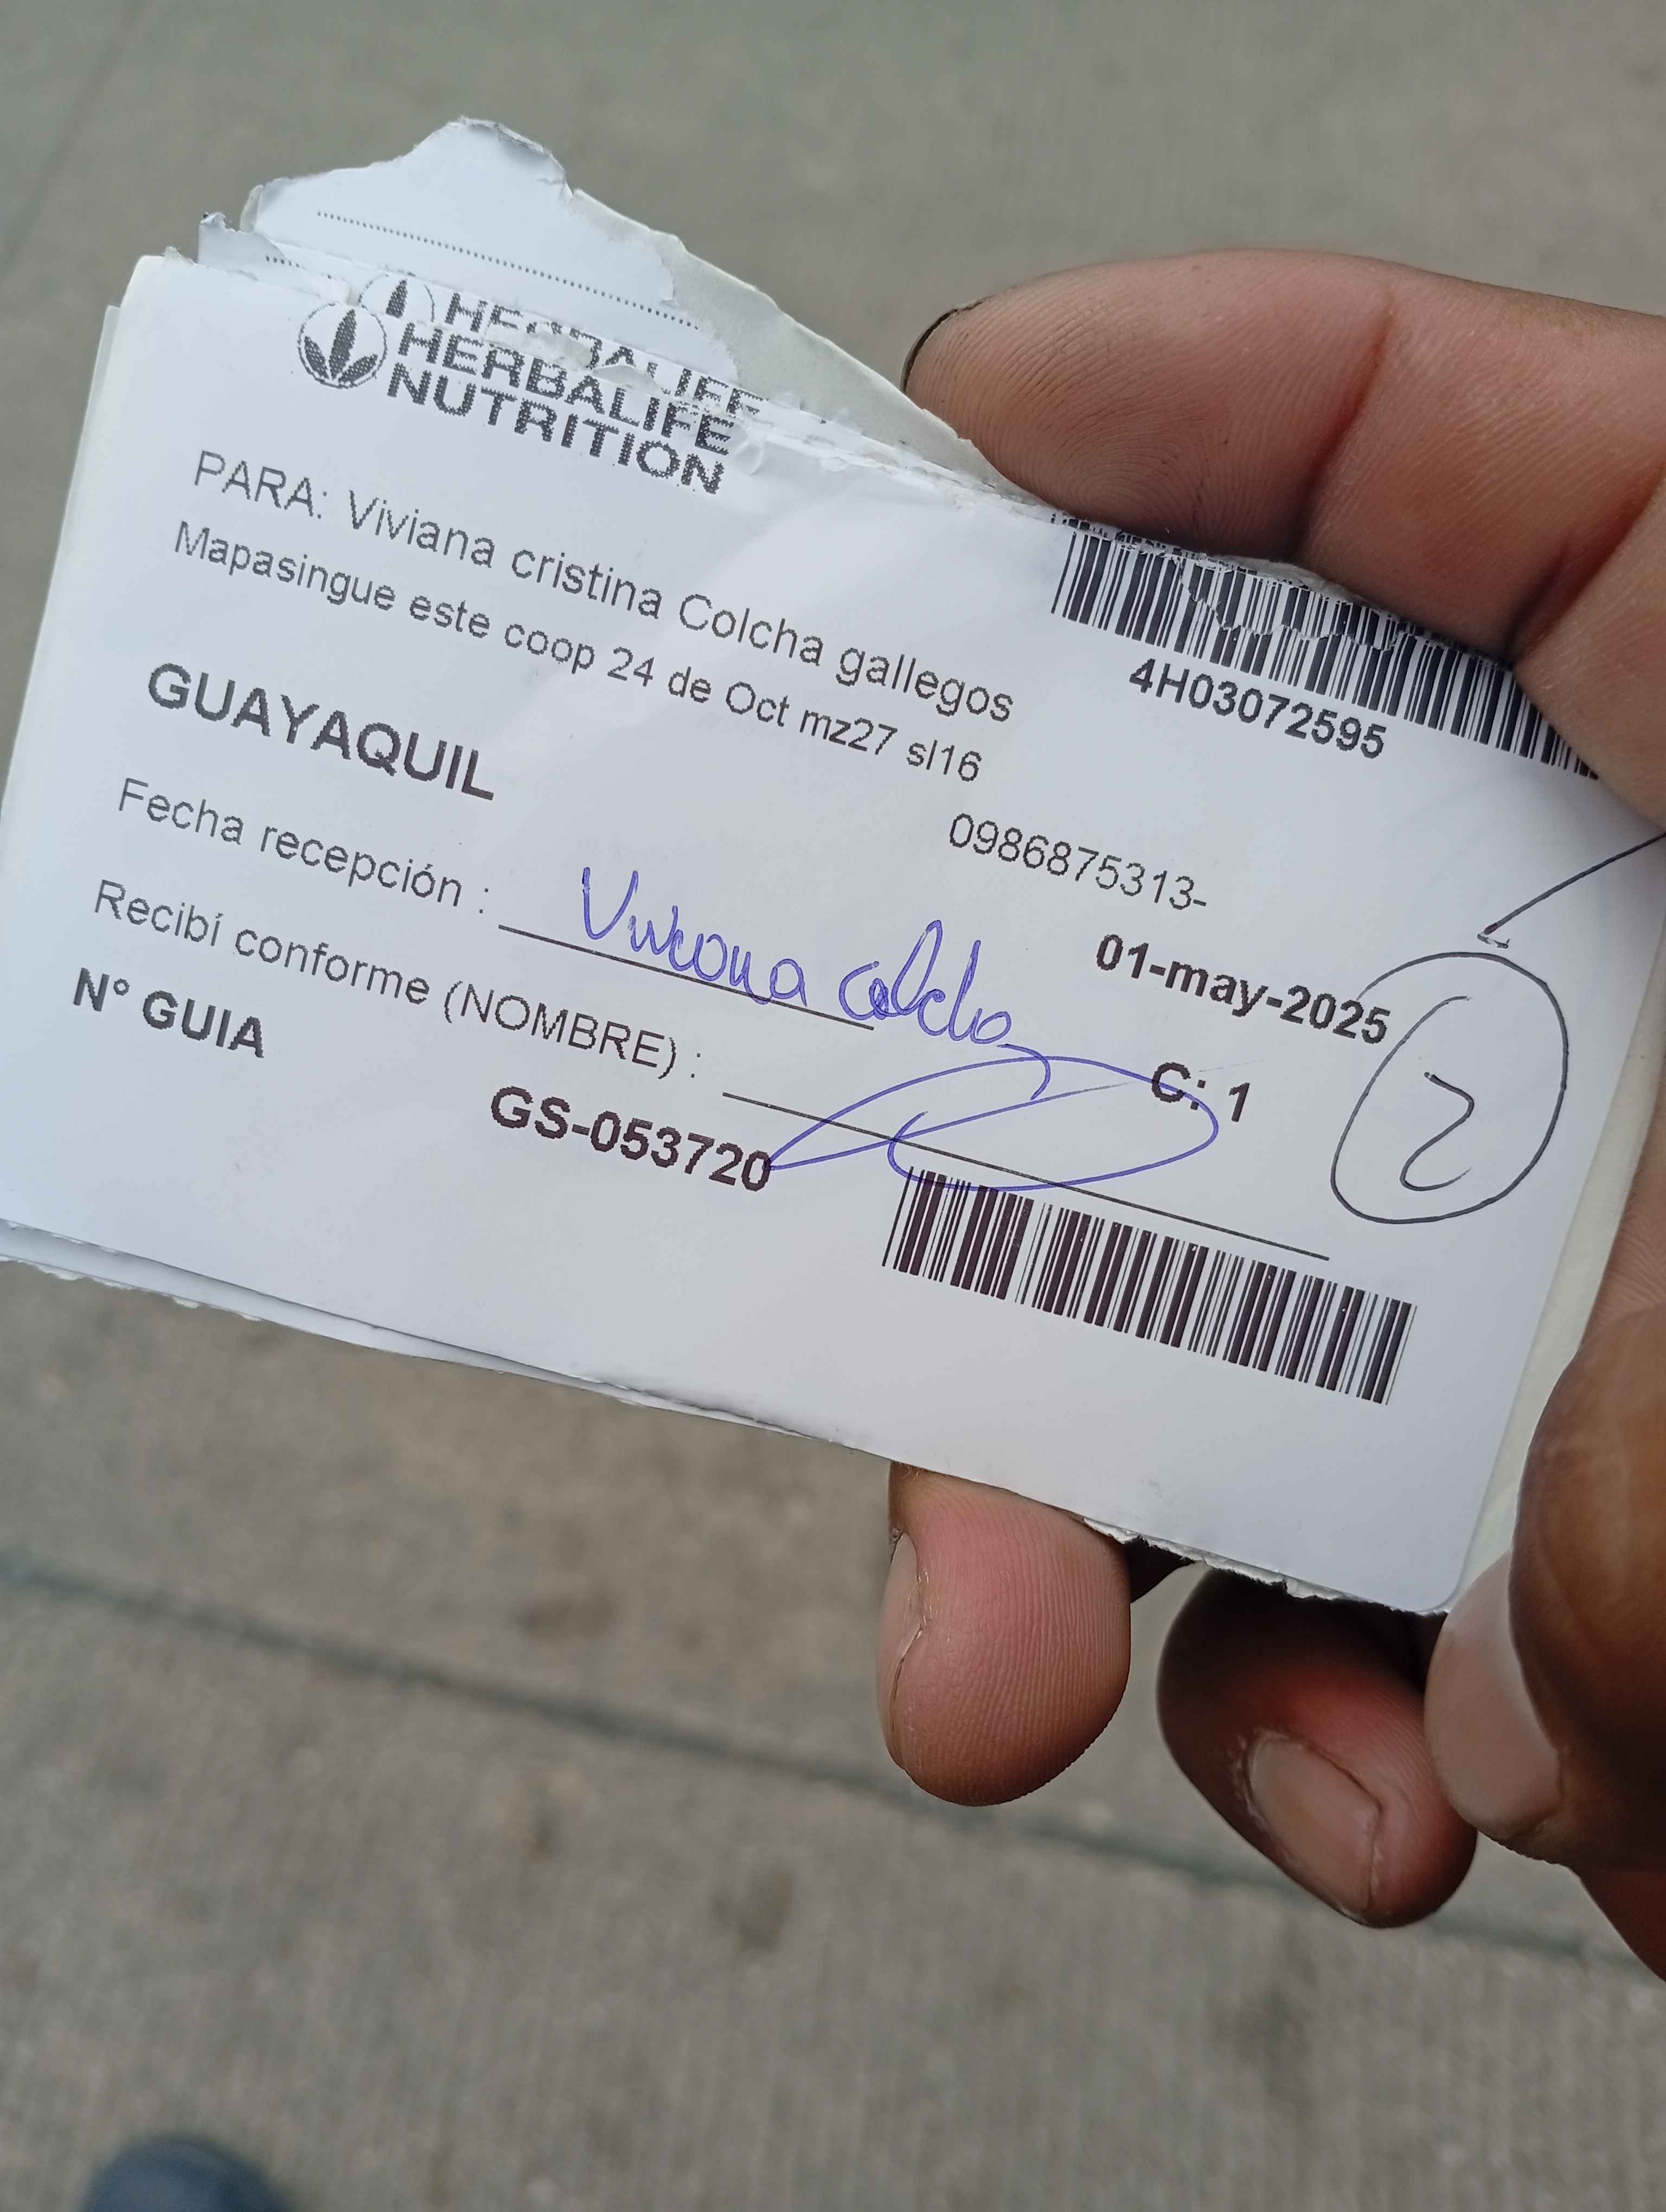 HERBALIFE
HERBALIFE
NUTRITION
PARA: Viviana cristina Colcha gallegos
Mapasingue este coop 24 de Oct mz27 sl16
4H03072595
GUAYAQUIL
0986875313-
Fecha recepción : Viviana Colcha
01-may-2025
Recibí conforme (NOMBRE) :
C: 1
2
N° GUIA
GS-053720